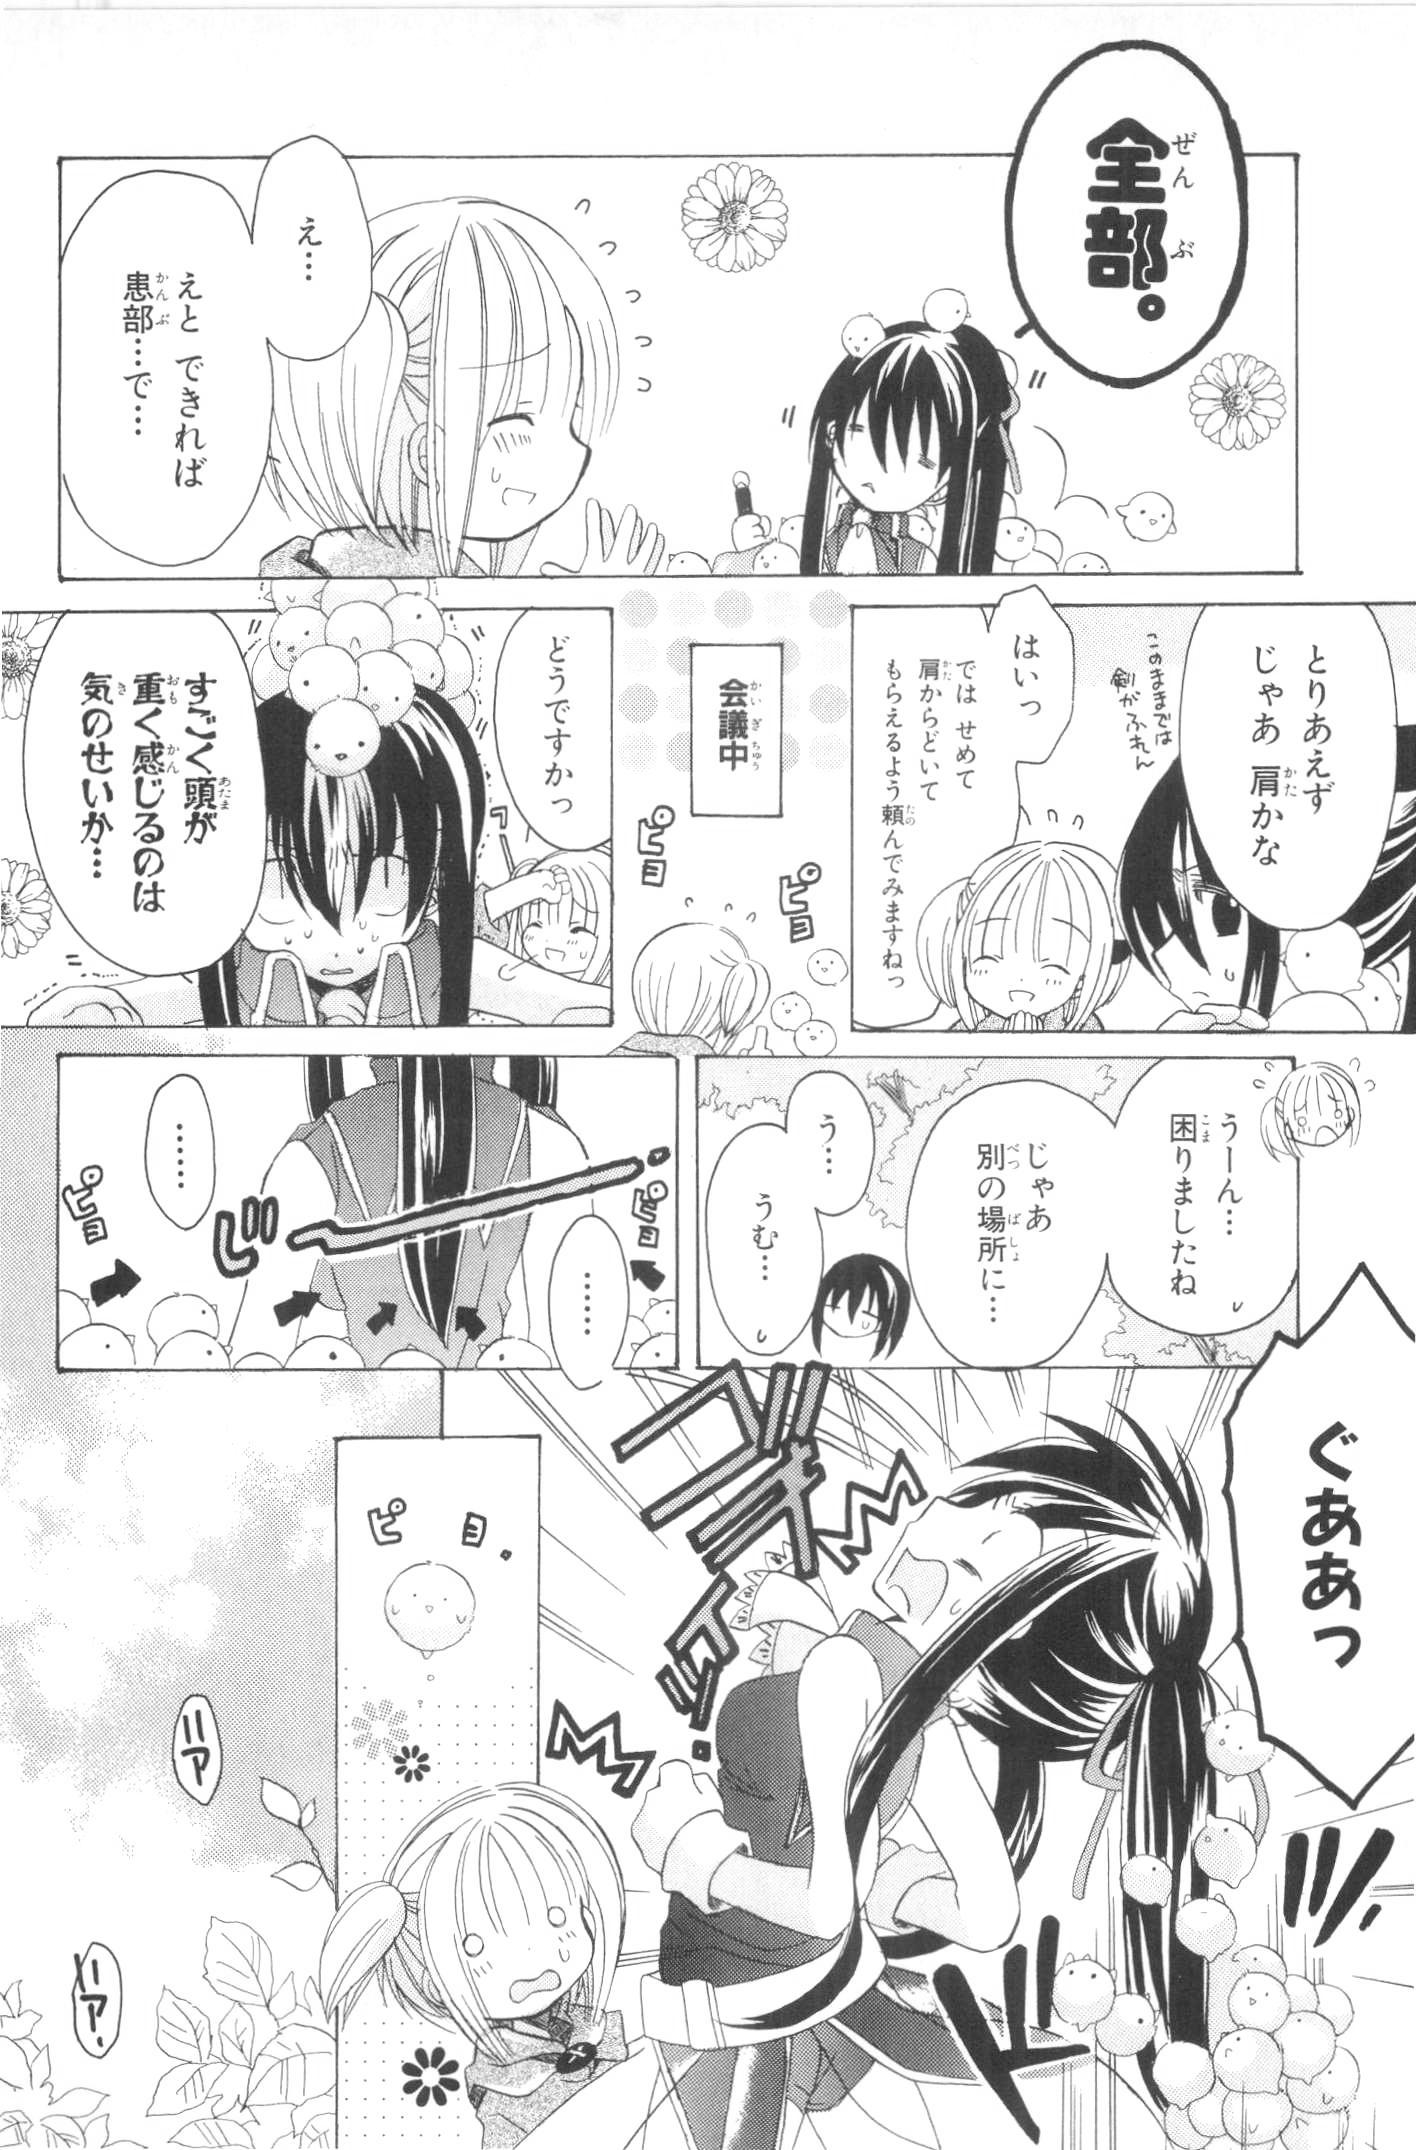 全部。
え…
えと できれば
患部…で…
とりあえず
じゃあ 肩かな
このままでは
剣がふれん
はいっ
では せめて
肩からどいて
もらえるよう頼んでみますねっ
会議中
ピヨ
ピヨ
どうですかっ
すごく頭が
重く感じるのは
気のせいか…
うーん…
困りましたね
じゃあ
別の場所に…
う…
うむ…
ピヨ
じーっ
ピヨ
……
……
ぐああっ
ゴキ
ピヨ.
ハア
ハア.